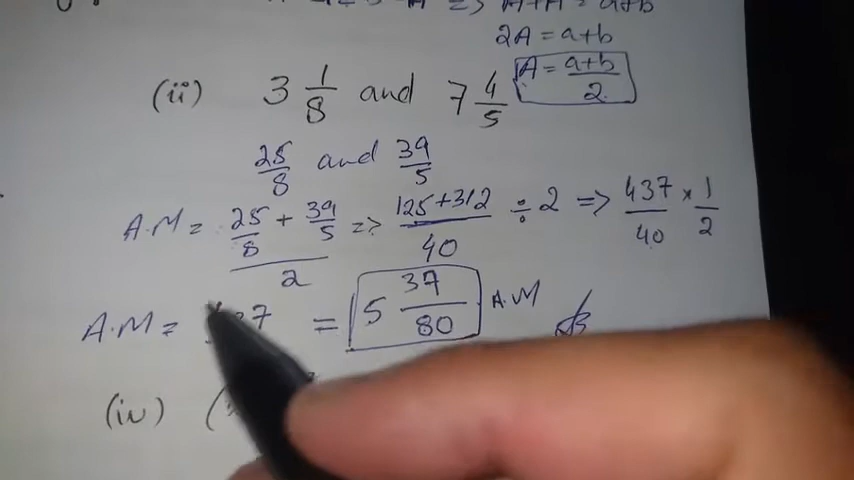 => A+A = a+b
2A = a+b
A = a+b/2
(ii) 3 1/8 and 7 4/5
25/8 and 39/5
A.M = 25/8 + 39/5 / 2 => 125+312/40 ÷ 2 => 437/40 × 1/2
A.M = = 5 37/80 A.M
(iv)